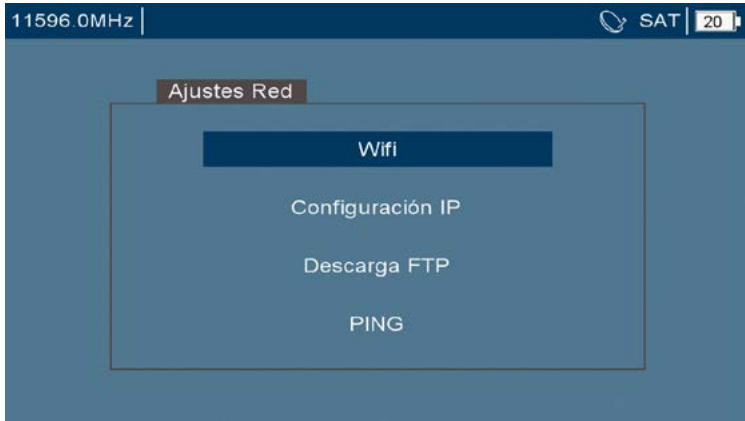 11596.0MHz SAT 20
Ajustes Red
Wifi
Configuración IP
Descarga FTP
PING